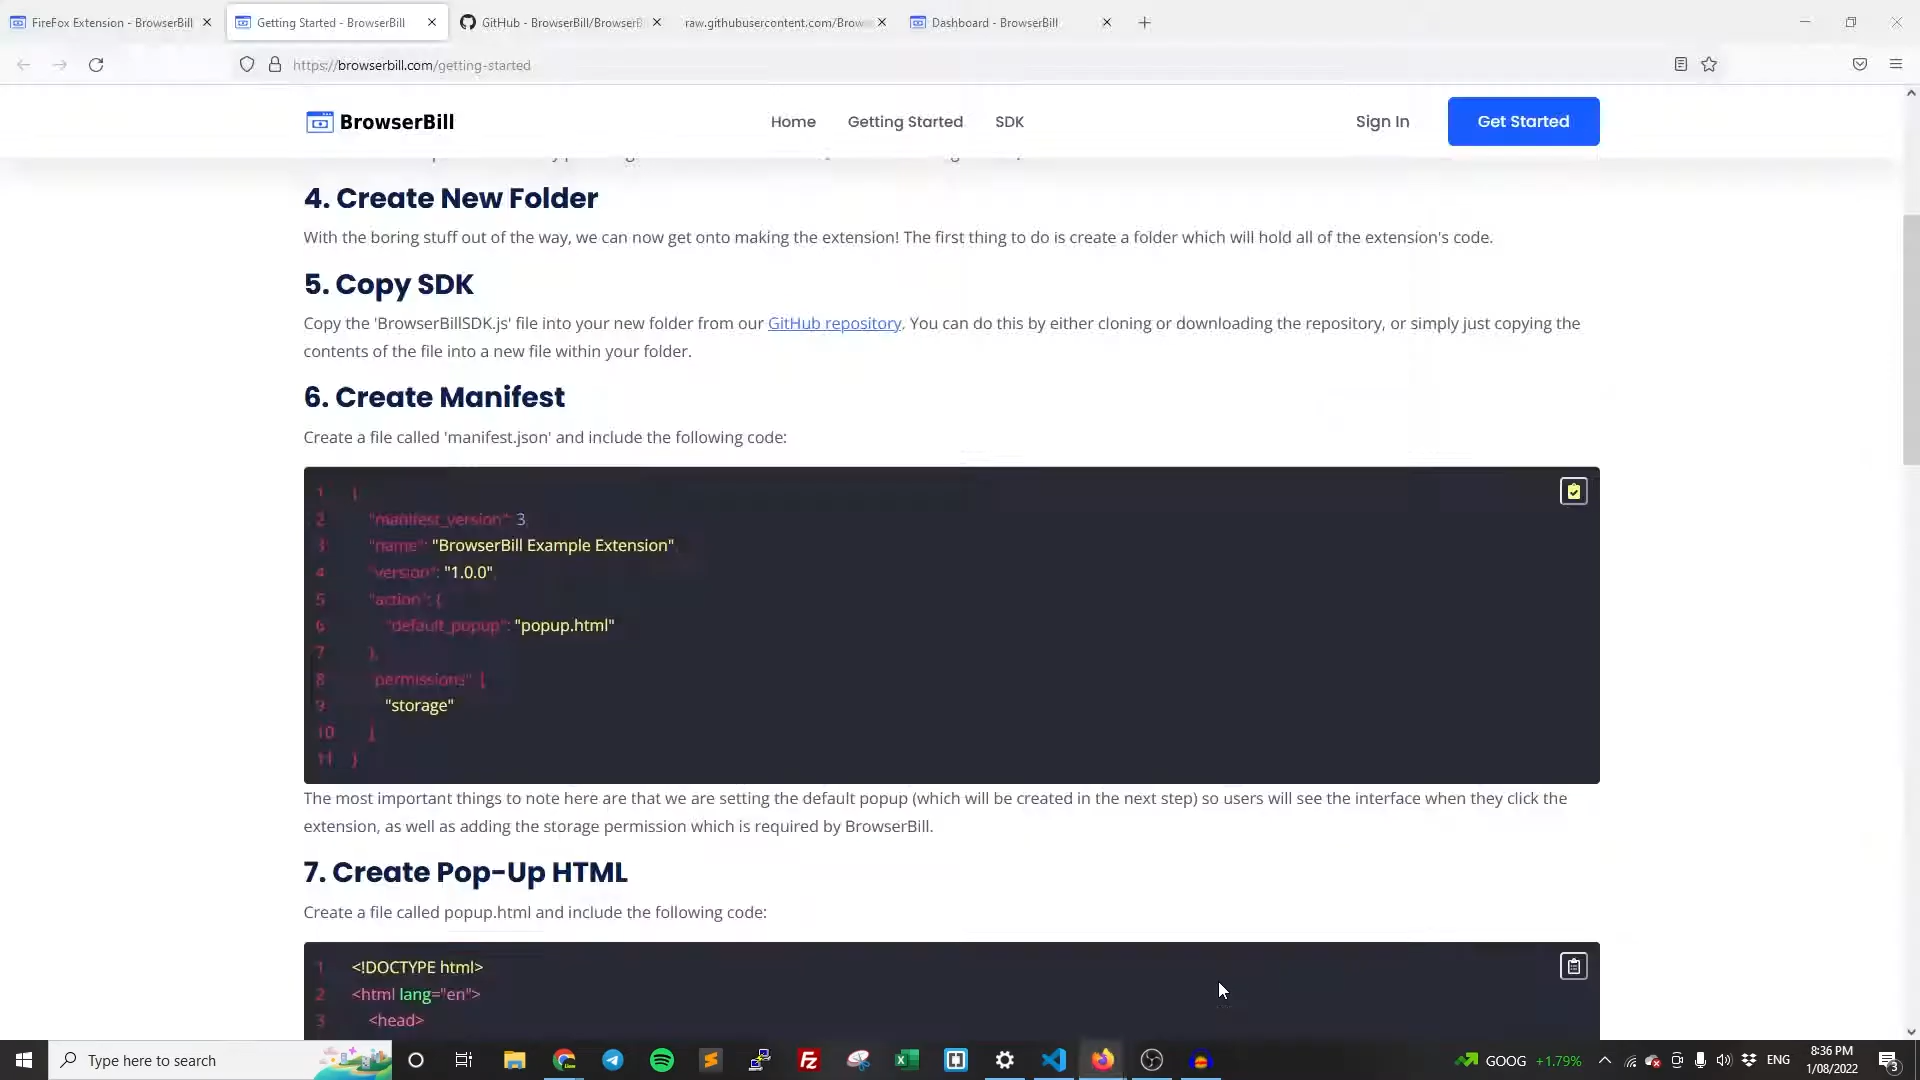 FireFox Extension - BrowserBill
Getting Started - BrowserBill
GitHub - BrowserBill/BrowserB
raw.githubusercontent.com/Brow
Dashboard - BrowserBill
https://browserbill.com/getting-started
BrowserBill
Home
Getting Started
SDK
Sign In
Get Started
4. Create New Folder
With the boring stuff out of the way, we can now get onto making the extension! The first thing to do is create a folder which will hold all of the extension's code.
5. Copy SDK
Copy the 'BrowserBillSDK.js' file into your new folder from our GitHub repository. You can do this by either cloning or downloading the repository, or simply just copying the
contents of the file into a new file within your folder.
6. Create Manifest
Create a file called 'manifest.json' and include the following code:
1 {
2 "manifest_version": 3,
3 "name": "BrowserBill Example Extension",
4 "version": "1.0.0",
5 "action": {
6 "default_popup": "popup.html"
7 },
8 "permissions": [
9 "storage"
10 ]
11 }
The most important things to note here are that we are setting the default popup (which will be created in the next step) so users will see the interface when they click the
extension, as well as adding the storage permission which is required by BrowserBill.
7. Create Pop-Up HTML
Create a file called popup.html and include the following code:
1 <!DOCTYPE html>
2 <html lang="en">
3 <head>
Type here to search
GOOG +1.79%
ENG
8:36 PM
1/08/2022
3